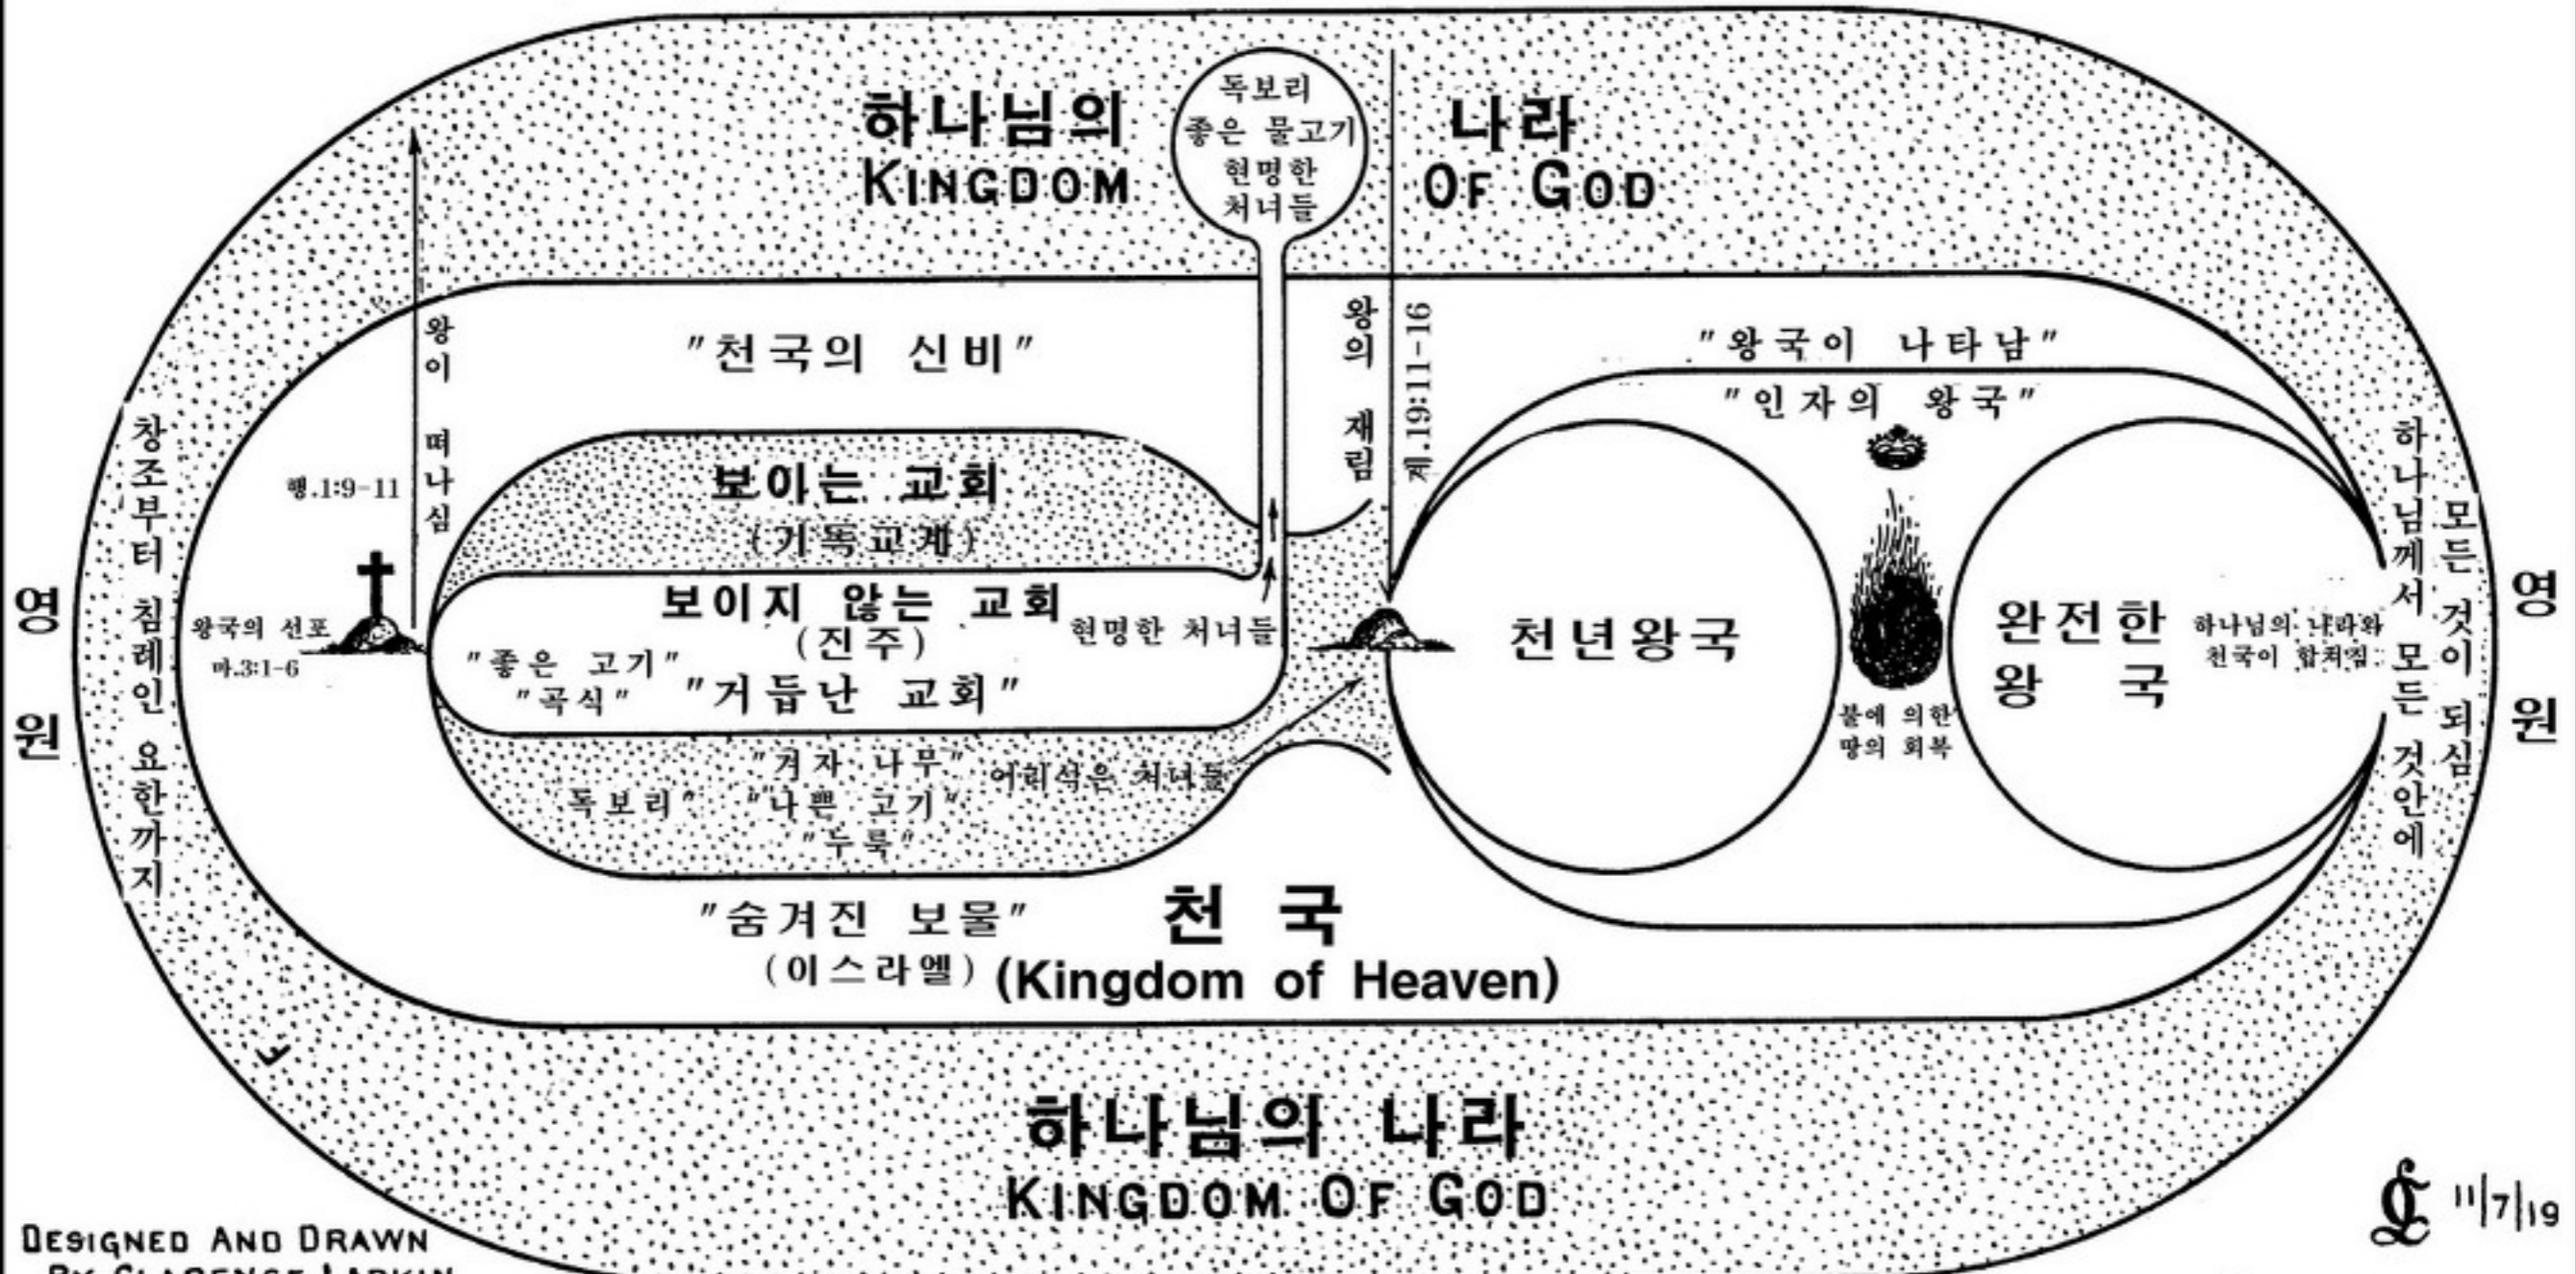 하나님의 나라
KINGDOM OF GOD
독보리
좋은 물고기
현명한
처녀들
"천국의 신비"
왕이 떠나심
행.1:9-11
왕의 재림
계.19:11-16
"왕국이 나타남"
"인자의 왕국"
창조부터 침례인 요한까지
영원
보이는 교회
(기독교계)
보이지 않는 교회
(진주)
현명한 처녀들
"좋은 고기"
"곡식"
"거듭난 교회"
왕국의 선포
마.3:1-6
"겨자 나무"
어리석은 처녀들
독보리"
"나쁜 고기"
"누룩"
천년왕국
불에 의한
땅의 회복
완전한
왕국
하나님의 나라와
천국이 합쳐짐
하나님께서 모든 것안에
모든 것이 되심
영원
"숨겨진 보물"
(이스라엘)
천국
(Kingdom of Heaven)
하나님의 나라
KINGDOM OF GOD
DESIGNED AND DRAWN
BY CLARENCE LARKIN
11/7/19